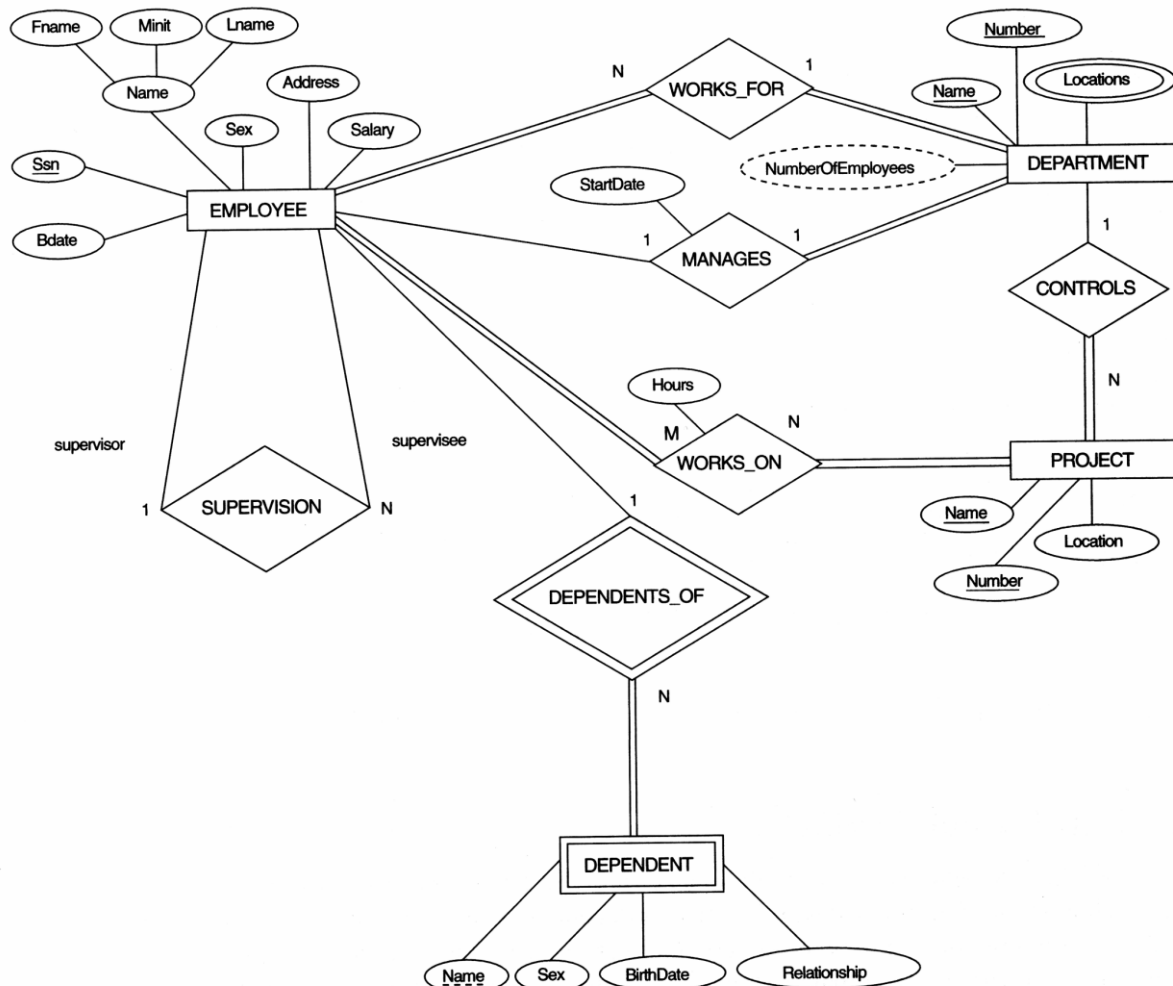 Fname
Minit
Lname
Name
Address
Sex
Salary
Ssn
Bdate
EMPLOYEE
N
WORKS_FOR
1
Number
Name
Locations
NumberOfEmployees
DEPARTMENT
StartDate
1
MANAGES
1
1
CONTROLS
N
supervisor
supervisee
1
SUPERVISION
N
Hours
M
WORKS_ON
N
PROJECT
Name
Number
Location
1
DEPENDENTS_OF
N
DEPENDENT
Name
Sex
BirthDate
Relationship